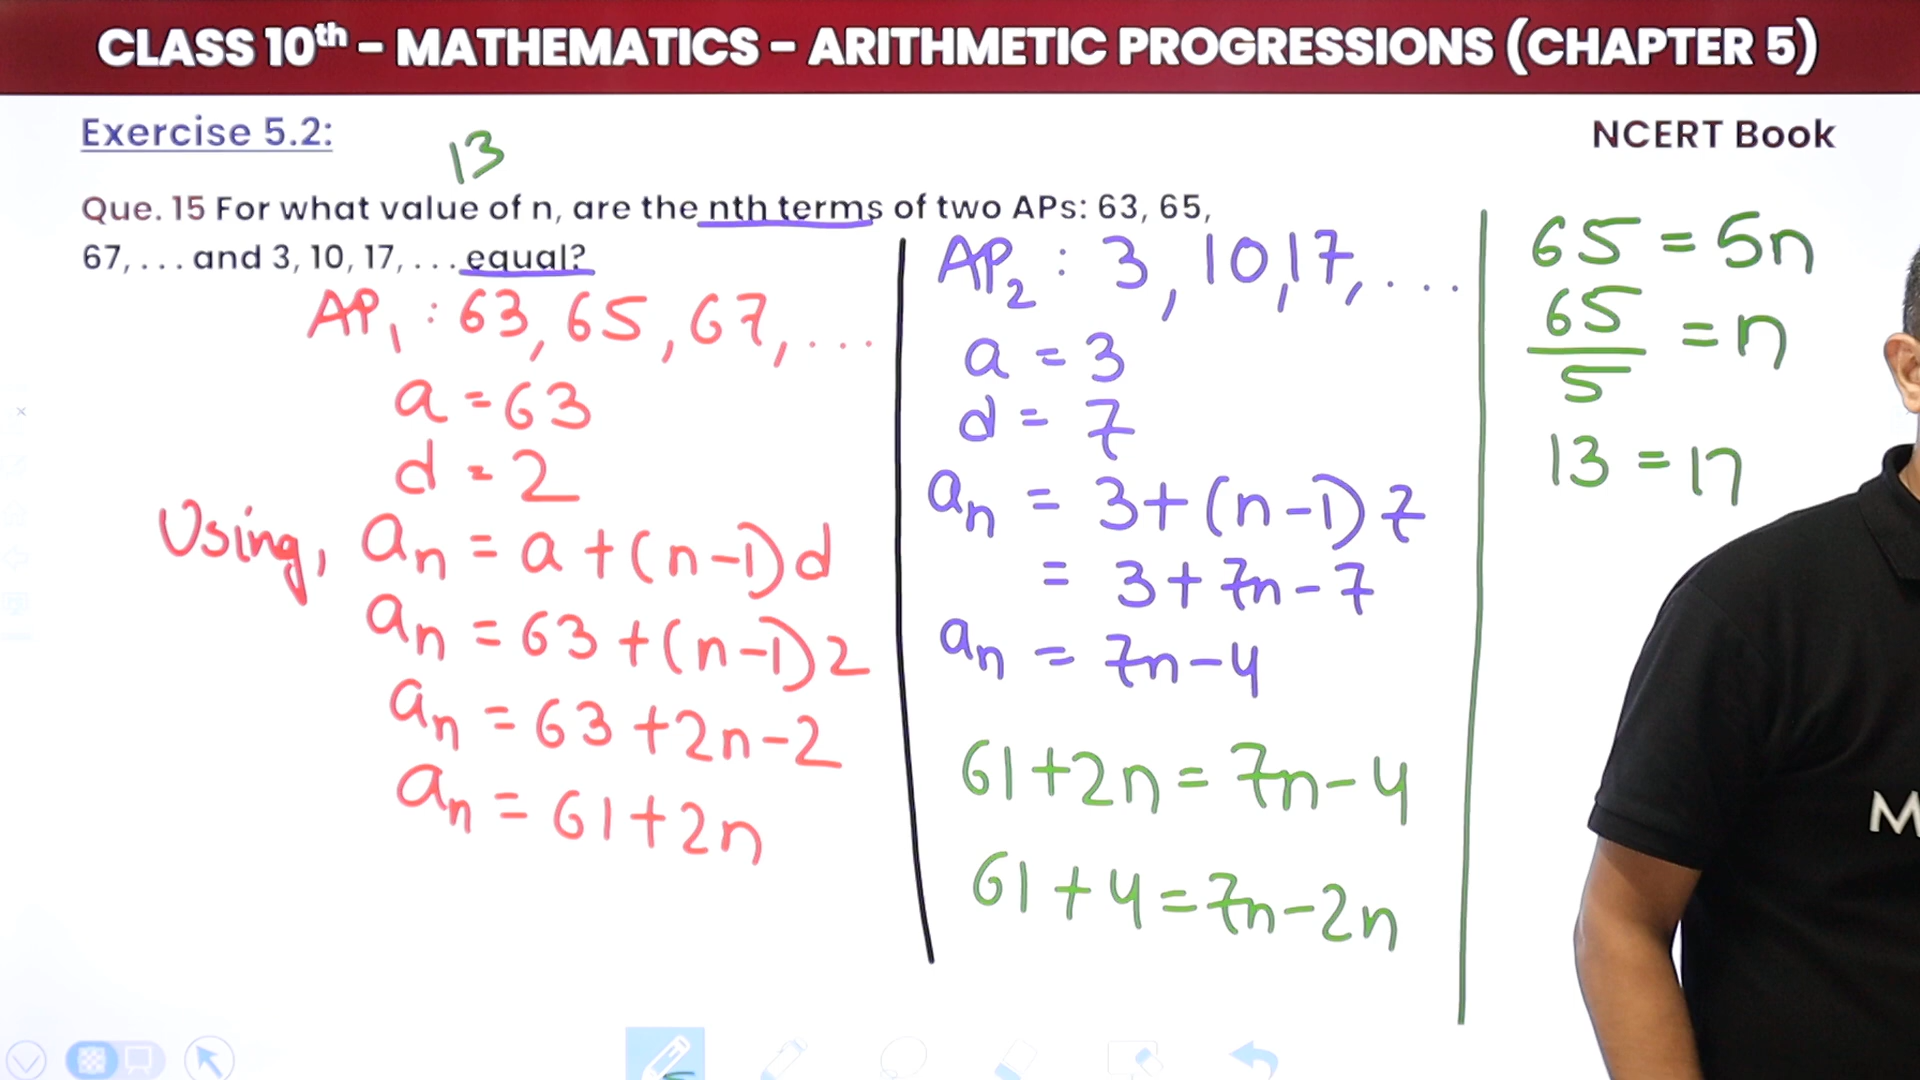 CLASS 10th – MATHEMATICS – ARITHMETIC PROGRESSIONS (CHAPTER 5)
Exercise 5.2:
NCERT Book
13
Que. 15 For what value of n, are the nth terms of two APs: 63, 65,
67, . . . and 3, 10, 17, . . . equal?
AP₁ : 63, 65, 67, ...
a = 63
d = 2
Using, aₙ = a + (n-1)d
aₙ = 63 + (n-1)2
aₙ = 63 + 2n - 2
aₙ = 61 + 2n
AP₂ : 3, 10, 17, ...
a = 3
d = 7
aₙ = 3 + (n-1)7
= 3 + 7n - 7
aₙ = 7n - 4
61 + 2n = 7n - 4
61 + 4 = 7n - 2n
65 = 5n
65/5 = n
13 = 17
M